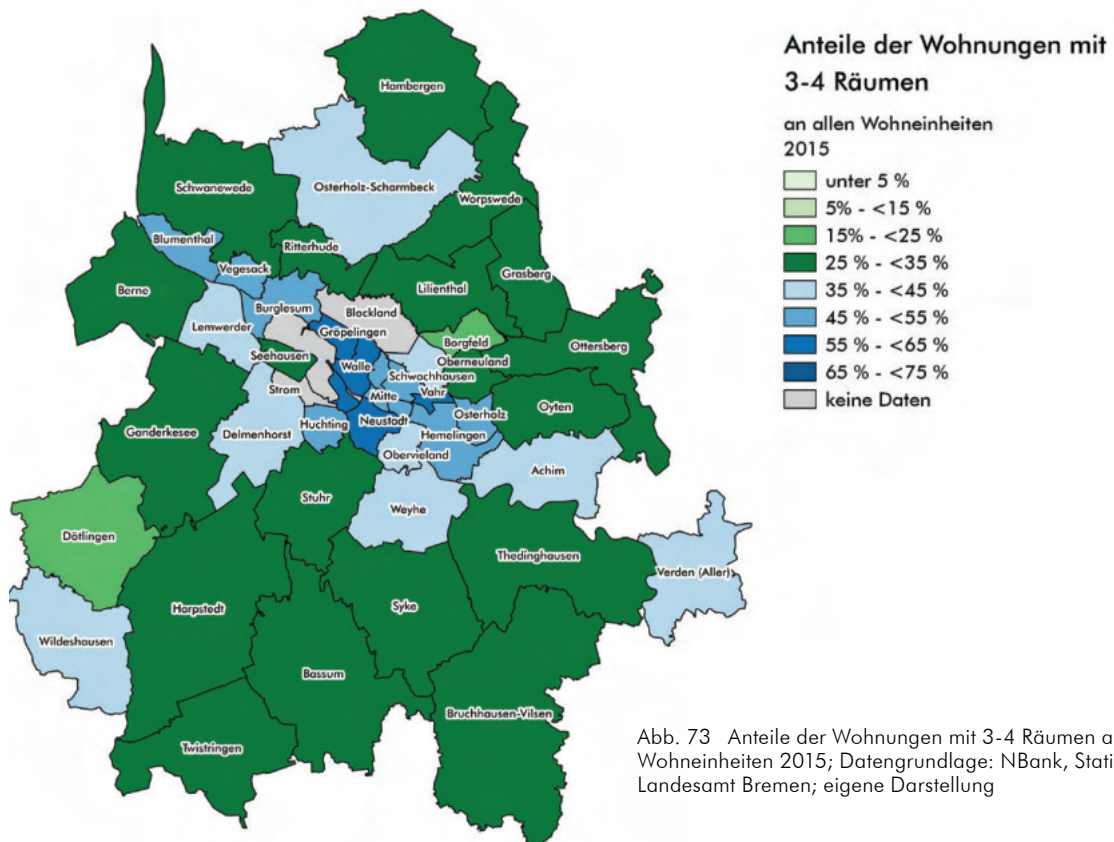 Anteile der Wohnungen mit
3-4 Räumen
an allen Wohneinheiten
2015
unter 5 %
5% - <15 %
15% - <25 %
25 % - <35 %
35 % - <45 %
45 % - <55 %
55 % - <65 %
65 % - <75 %
keine Daten
Hambergen
Schwanewede
Osterholz-Scharmbeck
Worpswede
Blumenthal
Ritterhude
Vegesack
Grasberg
Berne
Lilienthal
Burglesum
Blockland
Lemwerder
Gröpelingen
Borgfeld
Ottersberg
Seehausen
Oberneuland
Walle
Schwachhausen
Strom
Mitte
Vahr
Oyten
Osterholz
Ganderkesee
Delmenhorst
Huchting
Neustadt
Hemelingen
Obervieland
Achim
Stuhr
Weyhe
Dötlingen
Thedinghausen
Verden (Aller)
Harpstedt
Syke
Wildeshausen
Bassum
Bruchhausen-Vilsen
Twistringen
Abb. 73 Anteile der Wohnungen mit 3-4 Räumen a
Wohneinheiten 2015; Datengrundlage: NBank, Stati
Landesamt Bremen; eigene Darstellung